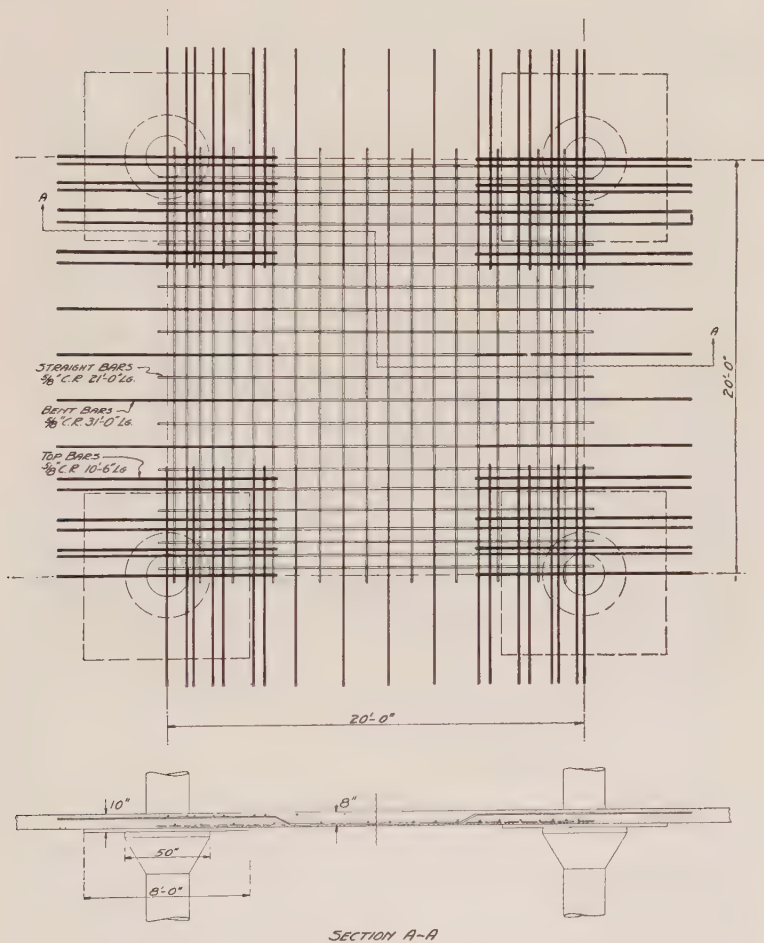 A
STRAIGHT BARS
5/8" C.R. 21'-0" LG.
BENT BARS
5/8" C.R. 31'-0" LG.
TOP BARS
5/8" C.R. 10'-6" LG
A
20'-0"
20'-0"
10"
8"
50"
8'-0"
SECTION A-A